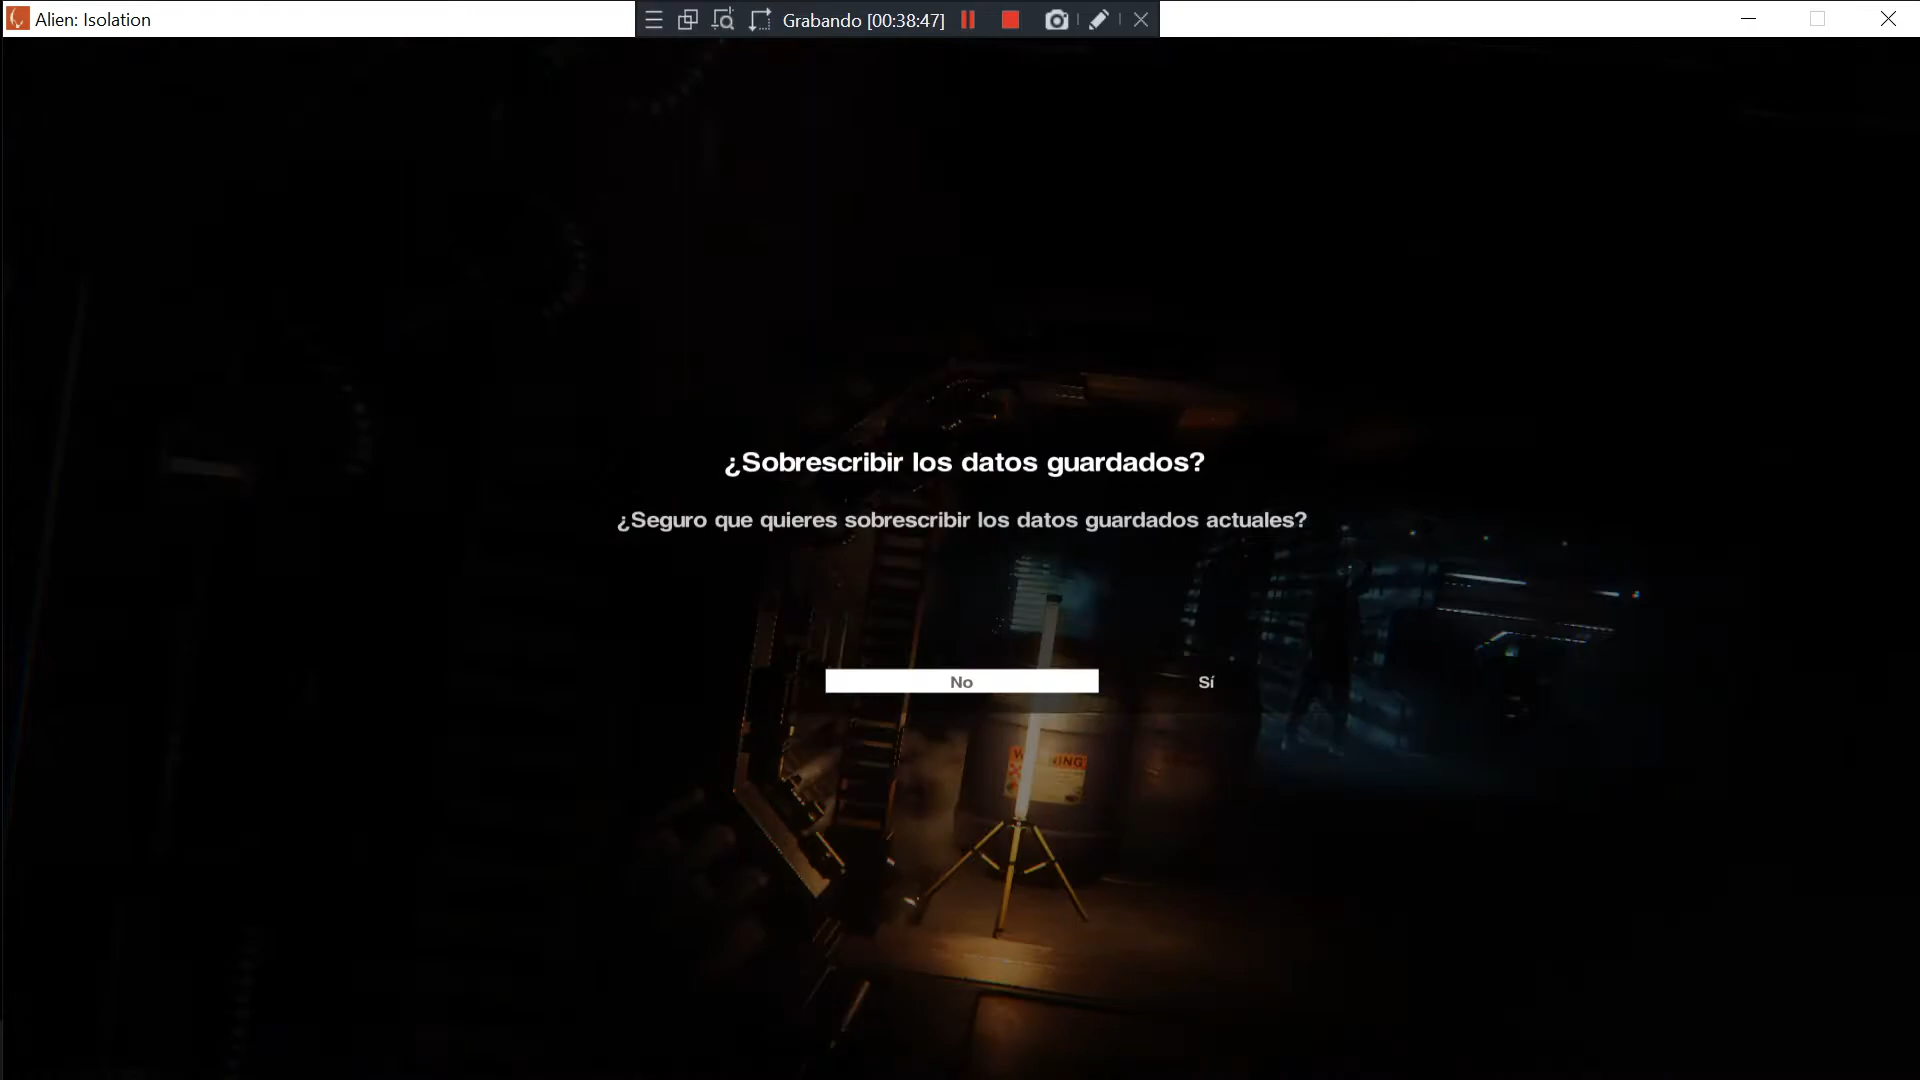 Alien: Isolation
Grabando [00:38:47]
¿Sobrescribir los datos guardados?
¿Seguro que quieres sobrescribir los datos guardados actuales?
No
Sí